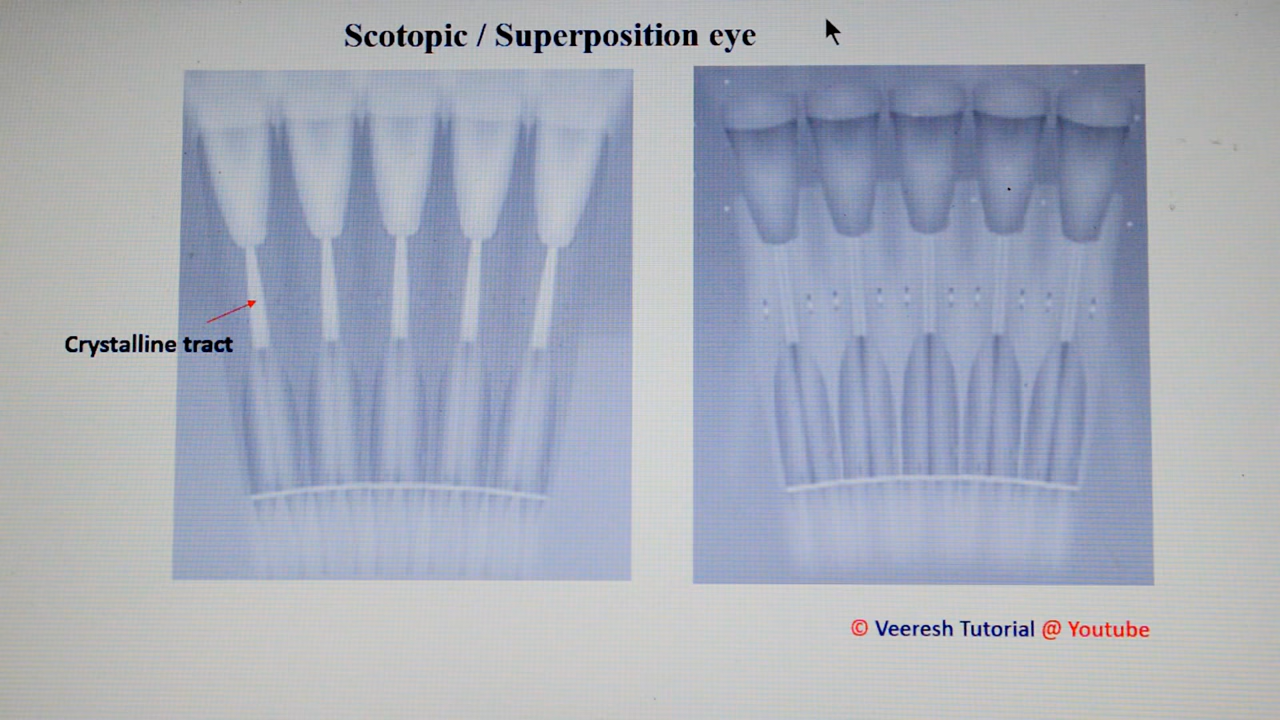 Scotopic / Superposition eye
Crystalline tract
© Veeresh Tutorial @ Youtube